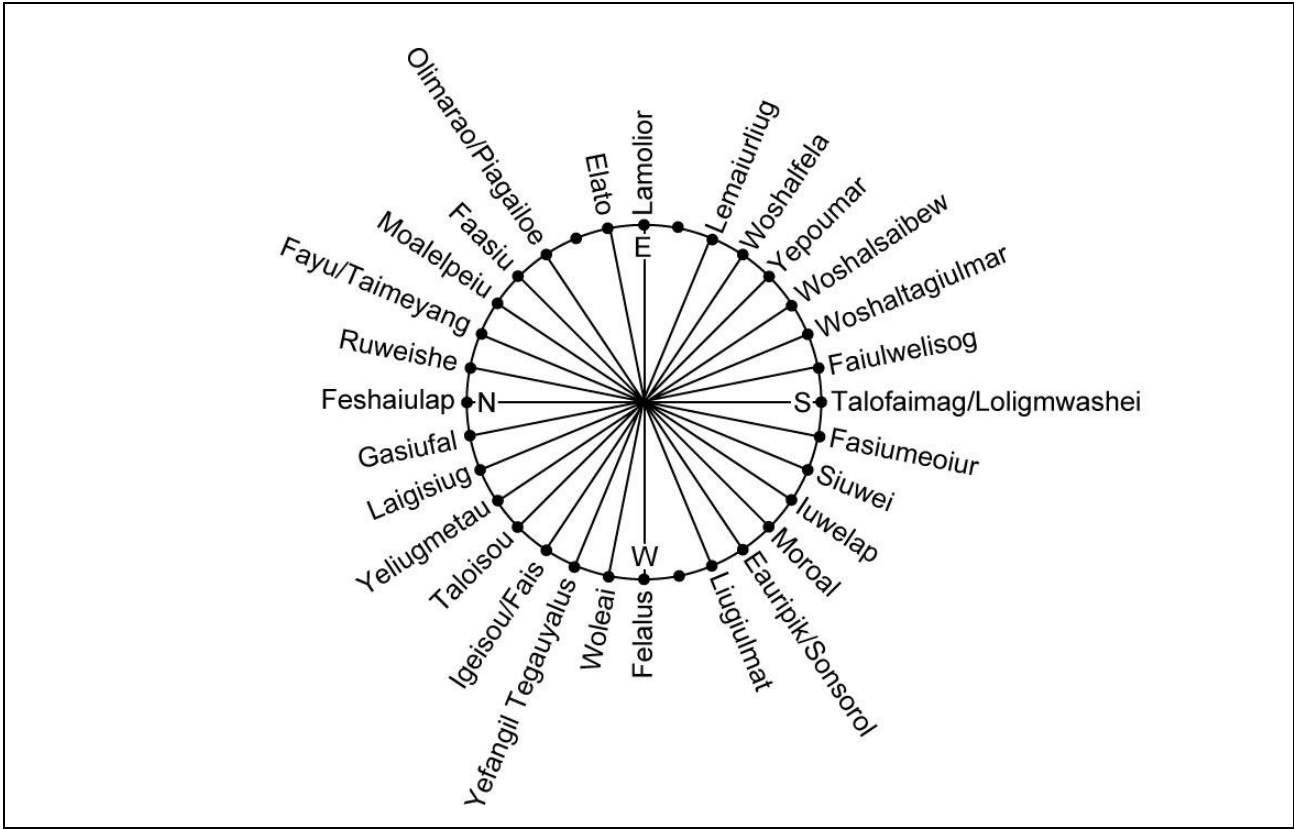 Lamolior
Lemaiurliug
Woshalfela
Yepoumar
Woshalsaibew
Woshaltagiulmar
Faiulwelisog
Talofaimag/Loligmwashei
Fasiumeoiur
Siuwei
Iuwelap
Moroal
Eauripik/Sonsorol
Liugiulmat
Felalus
Woleai
Yefangil Tegauyalus
Igeisou/Fais
Taloisou
Yeliugmetau
Laigisiug
Gasiufal
Feshaiulap
Ruweishe
Fayu/Taimeyang
Moalelpeiu
Faasiu
Olimarao/Piagailoe
Elato
E
S
W
N